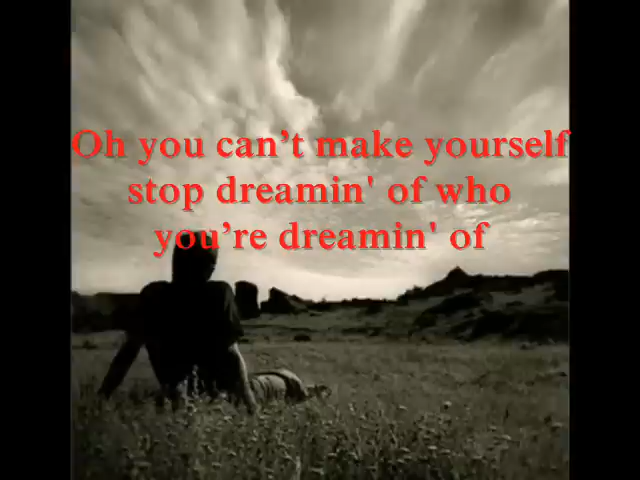 Oh you can’t make yourself
stop dreamin' of who
you’re dreamin' of